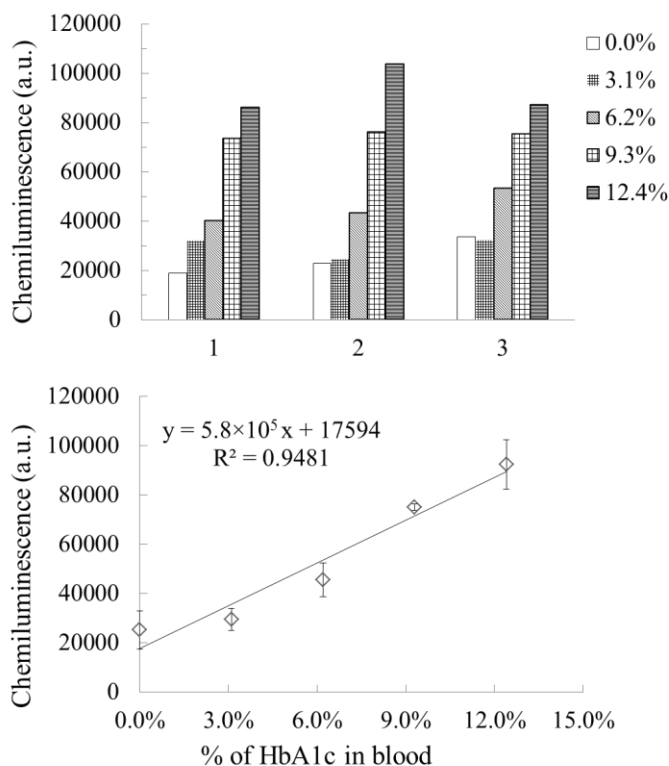 Chemiluminescence (a.u.)
120000
100000
80000
60000
40000
20000
0
1 2 3
0.0%
3.1%
6.2%
9.3%
12.4%
Chemiluminescence (a.u.)
120000
100000
80000
60000
40000
20000
0
y = 5.8×10⁵x + 17594
R² = 0.9481
0.0% 3.0% 6.0% 9.0% 12.0% 15.0%
% of HbA1c in blood